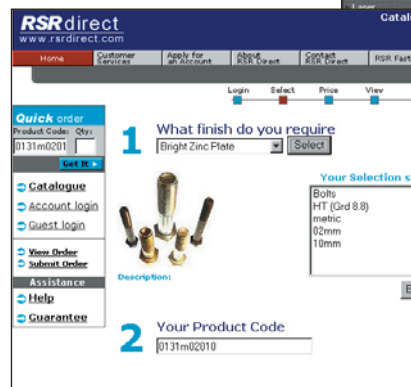 Laser
RSRdirect
www.rsrdirect.com
Home
Customer Services
Apply for an Account
About RSR Direct
Contact RSR Direct
RSR Fast
Login Select Price View
Quick order
Product Code: Qty:
0131m0201
Get It
Catalogue
Account login
Guest login
View Order
Submit Order
Assistance
Help
Guarantee
1 What finish do you require
Bright Zinc Plate Select
Your Selection s
Bolts
HT (Grd 8.8)
metric
02mm
10mm
Description:
2 Your Product Code
0131m02010